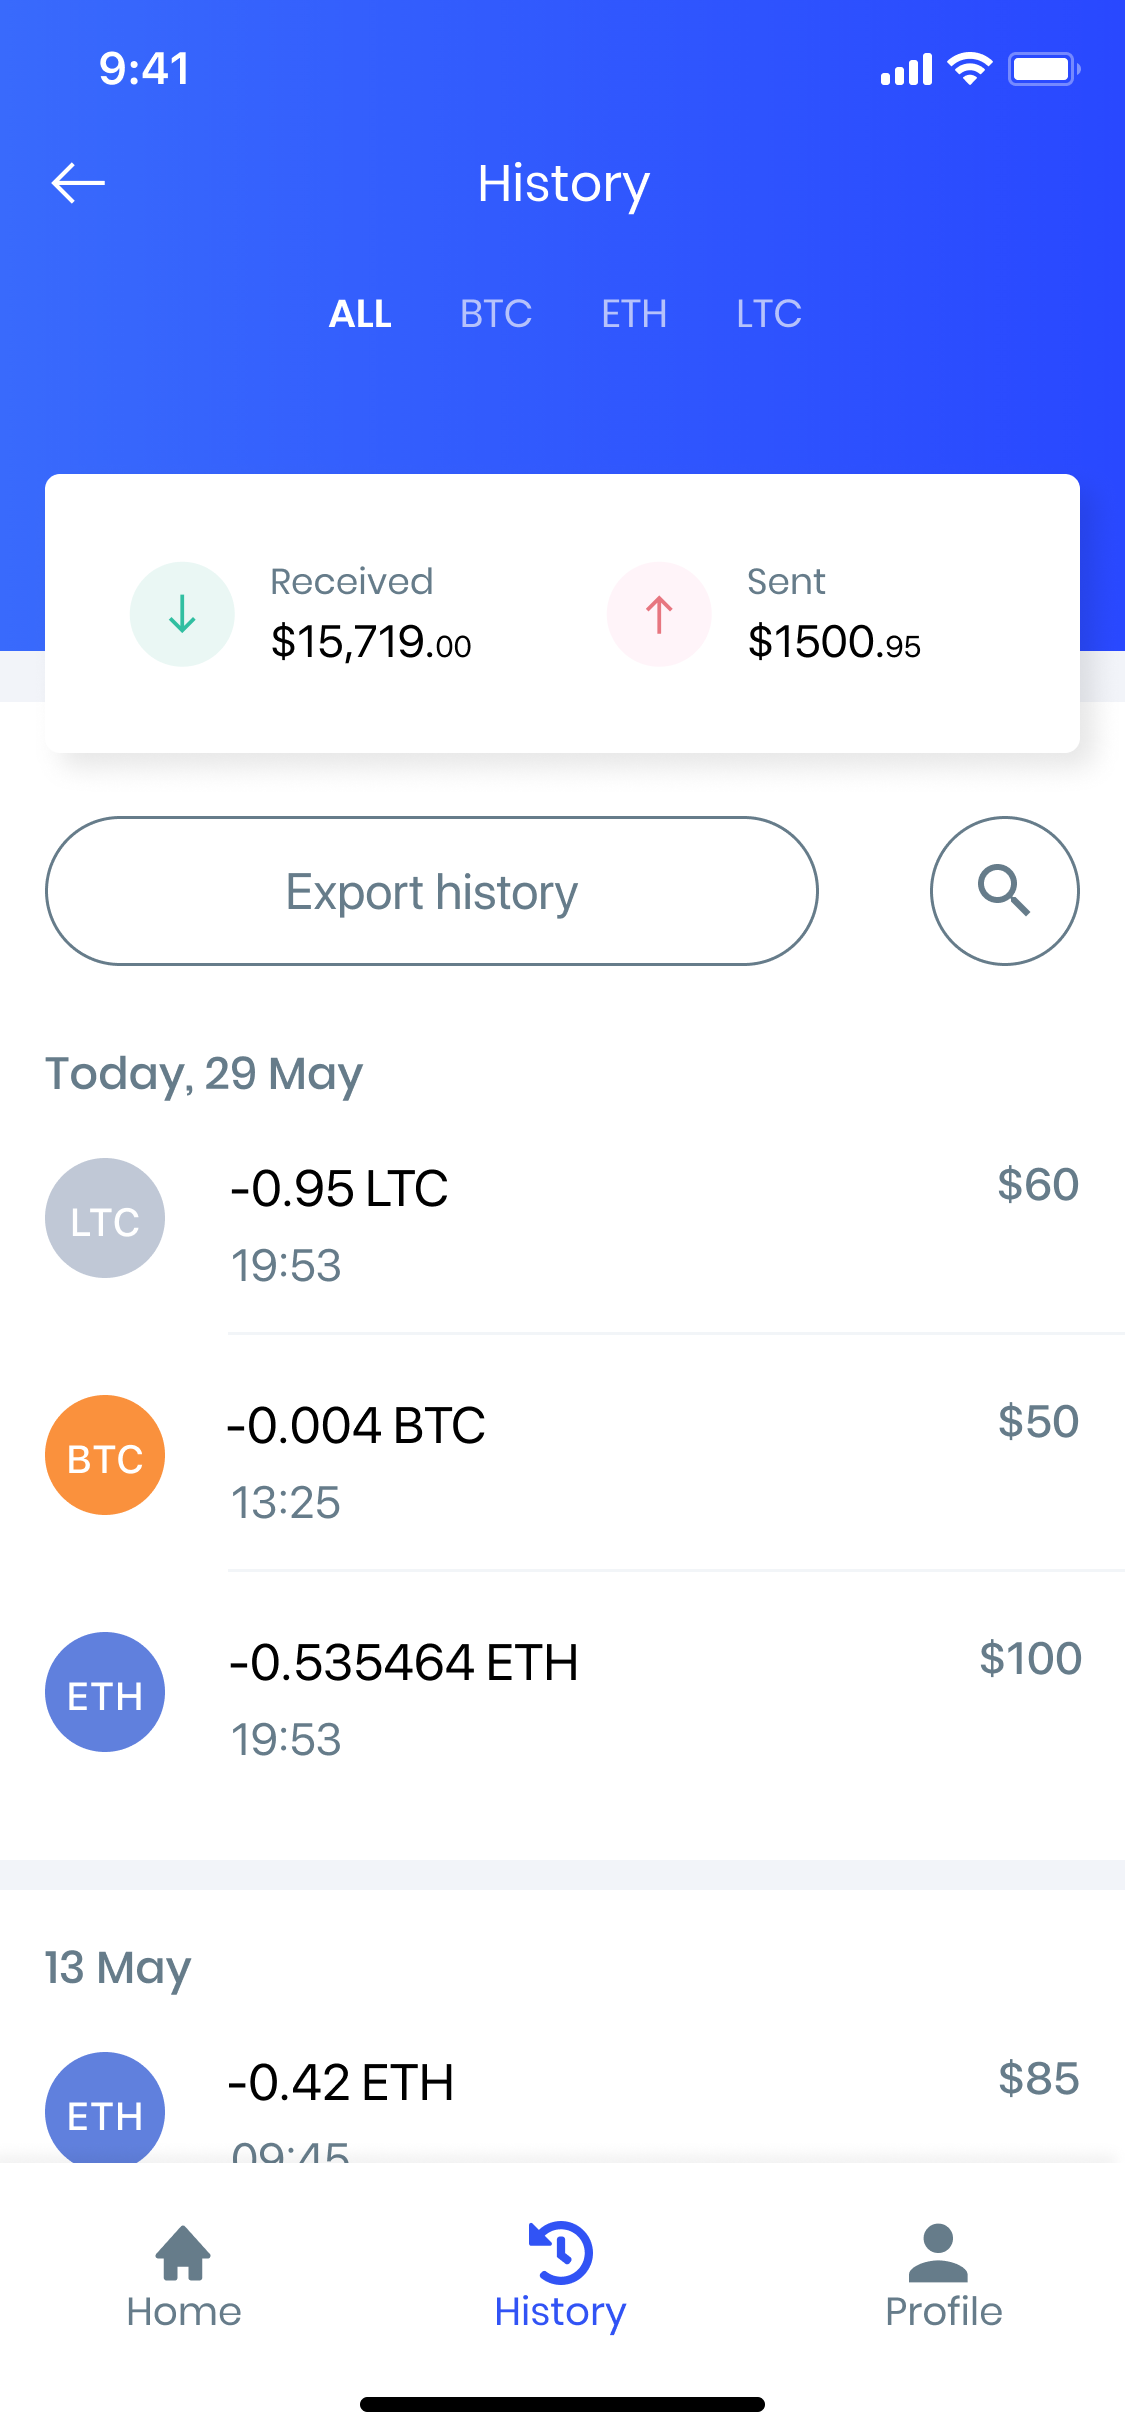 9:41
History
ALL BTC ETH LTC
Received
$15,719.00
Sent
$1500.95
Export history
Today, 29 May
LTC
-0.95 LTC
$60
19:53
BTC
-0.004 BTC
$50
13:25
ETH
-0.535464 ETH
$100
19:53
13 May
ETH
-0.42 ETH
$85
09:45
Home
History
Profile